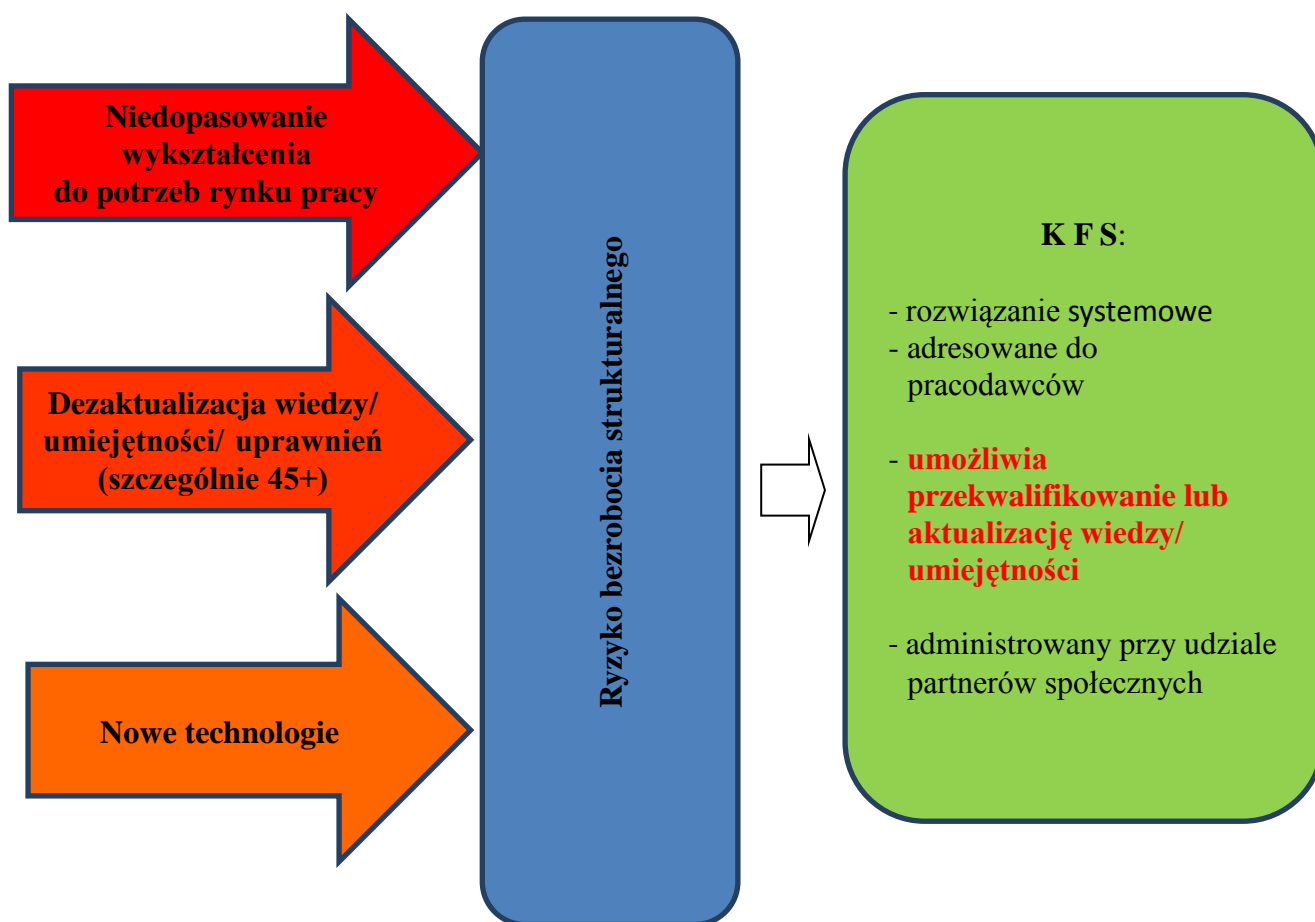 Niedopasowanie
wykształcenia
do potrzeb rynku pracy
Dezaktualizacja wiedzy/
umiejętności/ uprawnień
(szczególnie 45+)
Nowe technologie
Ryzyko bezrobocia strukturalnego
K F S:
- rozwiązanie systemowe
- adresowane do
pracodawców
- umożliwia
przekwalifikowanie lub
aktualizację wiedzy/
umiejętności
- administrowany przy udziale
partnerów społecznych